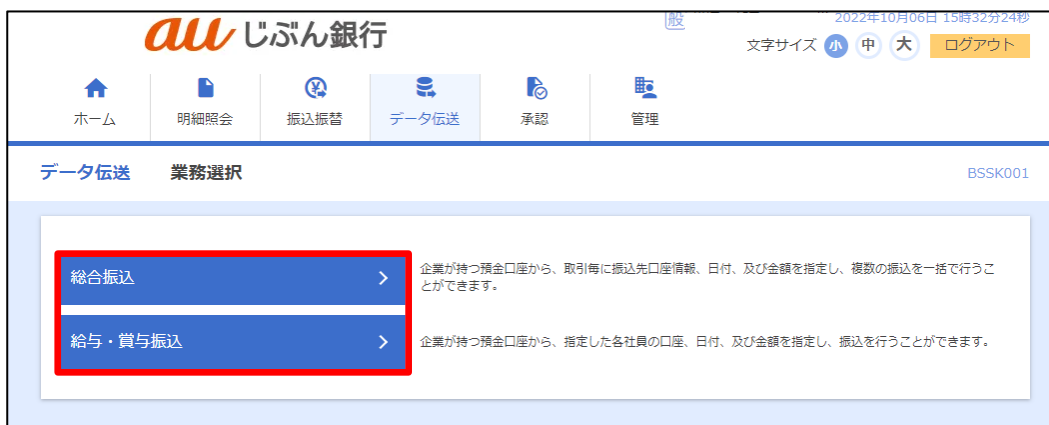 au じぶん銀行
般
2022年10月06日 15時32分24秒
文字サイズ 小 中 大 ログアウト
ホーム 明細照会 振込振替 データ伝送 承認 管理
データ伝送 業務選択 BSSK001
総合振込
企業が持つ預金口座から、取引毎に振込先口座情報、日付、及び金額を指定し、複数の振込を一括で行うこ
とができます。
給与・賞与振込
企業が持つ預金口座から、指定した各社員の口座、日付、及び金額を指定し、振込を行うことができます。